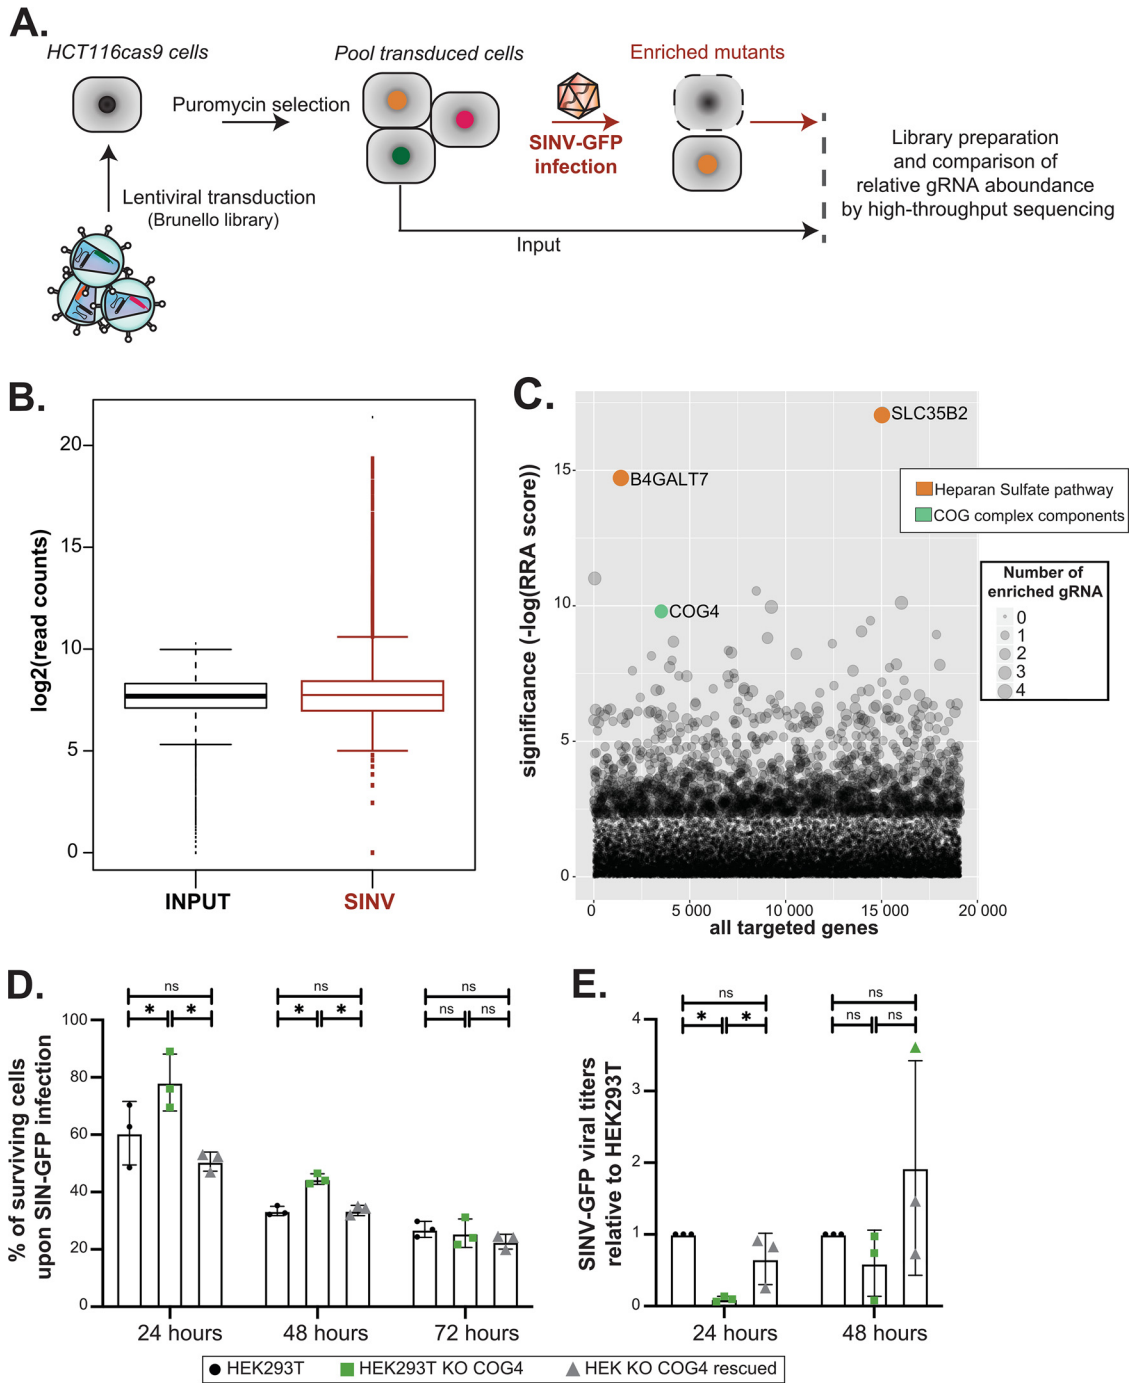 A.
HCT116cas9 cells
Pool transduced cells
Enriched mutants
Puromycin selection
SINV-GFP
infection
Lentiviral transduction
(Brunello library)
Input
Library preparation
and comparison of
relative gRNA aboundance
by high-throughput sequencing
B.
log2(read counts)
20
15
10
5
0
INPUT
SINV
C.
significance (-log(RRA score))
15
10
5
0
SLC35B2
B4GALT7
COG4
Heparan Sulfate pathway
COG complex components
Number of
enriched gRNA
0
1
2
3
4
0
5 000
10 000
15 000
20 000
all targeted genes
D.
% of surviving cells
upon SIN-GFP infection
100
80
60
40
20
0
ns
* *
ns
* *
ns
ns ns
24 hours
48 hours
72 hours
E.
SINV-GFP viral titers
relative to HEK293T
4
3
2
1
0
ns
* *
ns
ns ns
24 hours
48 hours
HEK293T
HEK293T KO COG4
HEK KO COG4 rescued